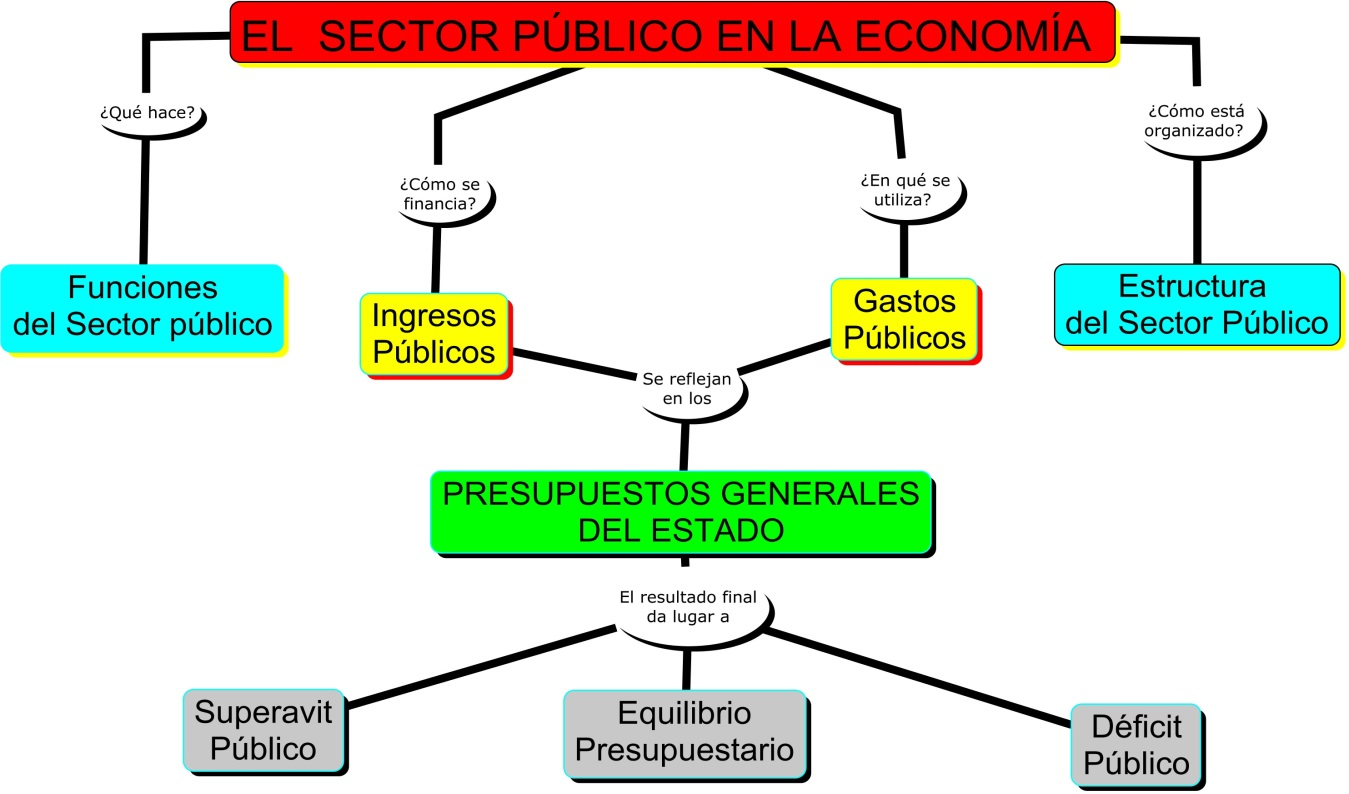 EL SECTOR PÚBLICO EN LA ECONOMÍA
¿Qué hace?
¿Cómo está
organizado?
¿Cómo se
financia?
¿En qué se
utiliza?
Funciones
del Sector público
Ingresos
Públicos
Gastos
Públicos
Estructura
del Sector Público
Se reflejan
en los
PRESUPUESTOS GENERALES
DEL ESTADO
El resultado final
da lugar a
Superavit
Público
Equilibrio
Presupuestario
Déficit
Público